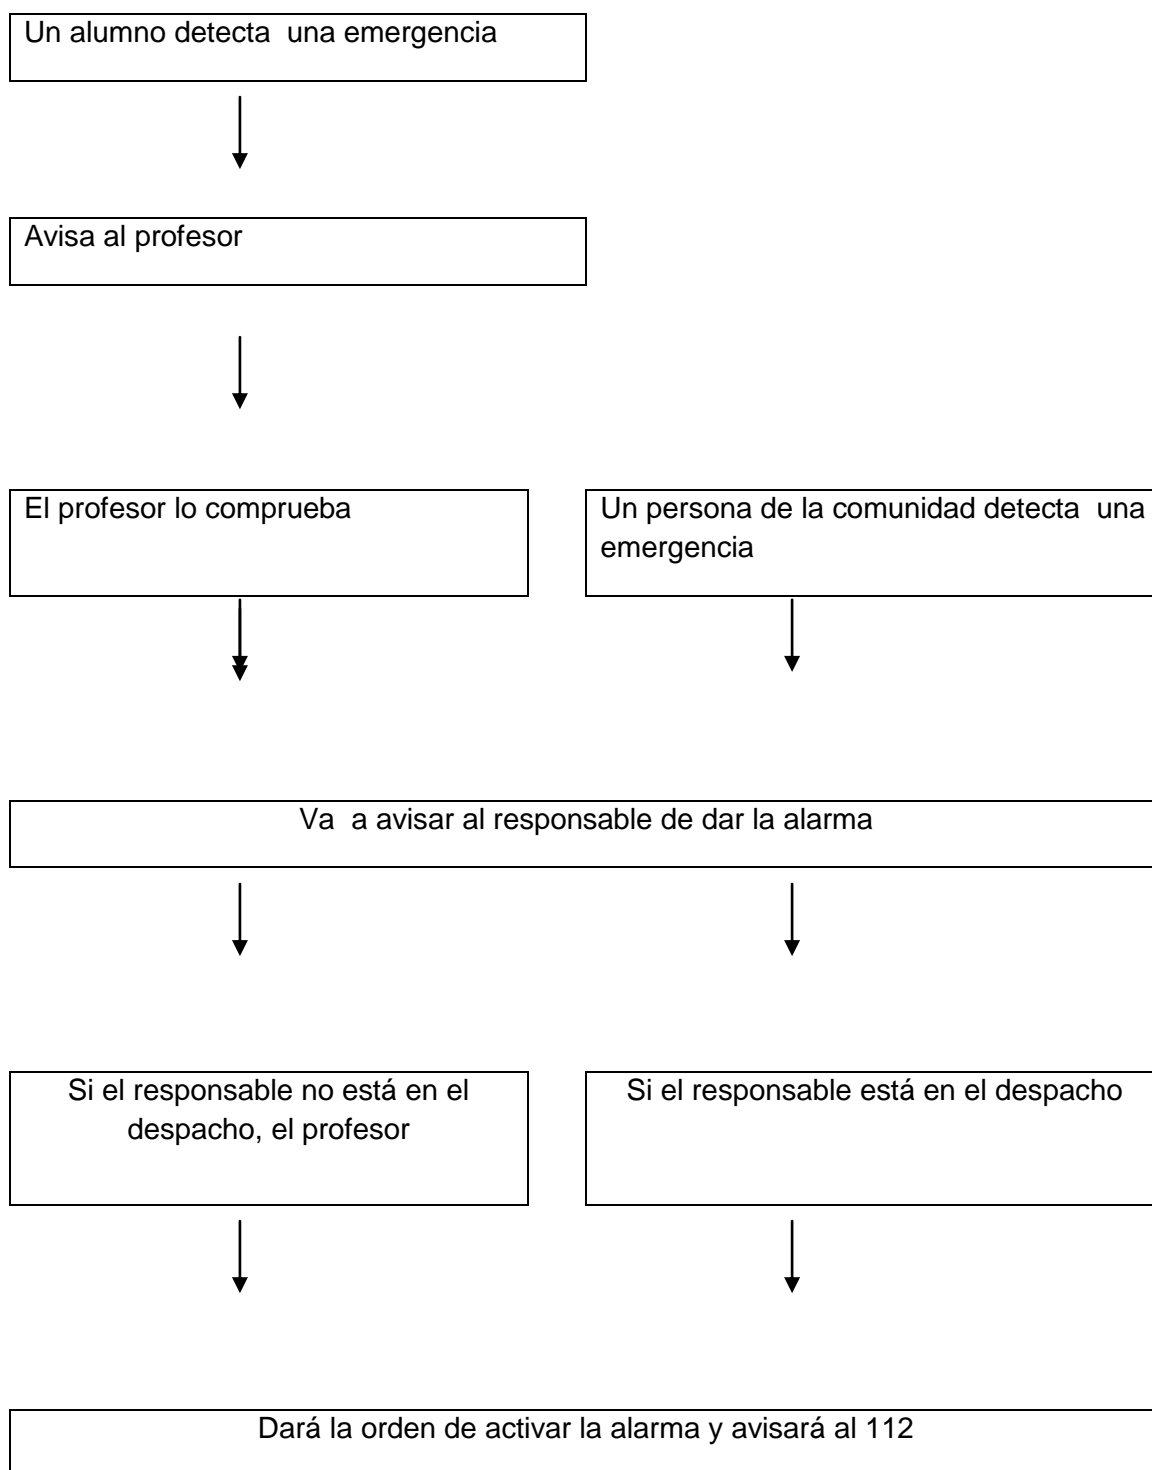 Un alumno detecta  una emergencia
Avisa al profesor
El profesor lo comprueba
Un persona de la comunidad detecta  una
emergencia
Va  a avisar al responsable de dar la alarma
Si el responsable no está en el
despacho, el profesor
Si el responsable está en el despacho
Dará la orden de activar la alarma y avisará al 112